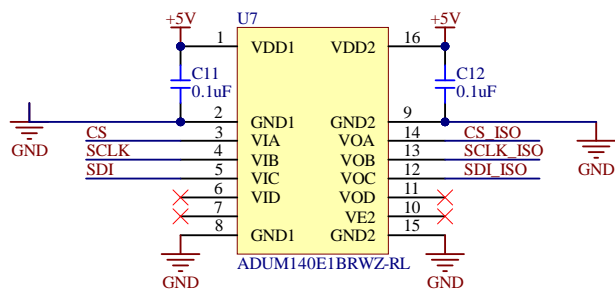 U7
+5V
+5V
1
VDD1
VDD2
16
C11
0.1uF
C12
0.1uF
2
GND1
GND2
9
CS
3
VIA
VOA
14
CS_ISO
SCLK
4
VIB
VOB
13
SCLK_ISO
SDI
5
VIC
VOC
12
SDI_ISO
6
VID
VOD
11
7
VE2
10
8
GND1
GND2
15
GND
GND
GND
GND
ADUM140E1BRWZ-RL